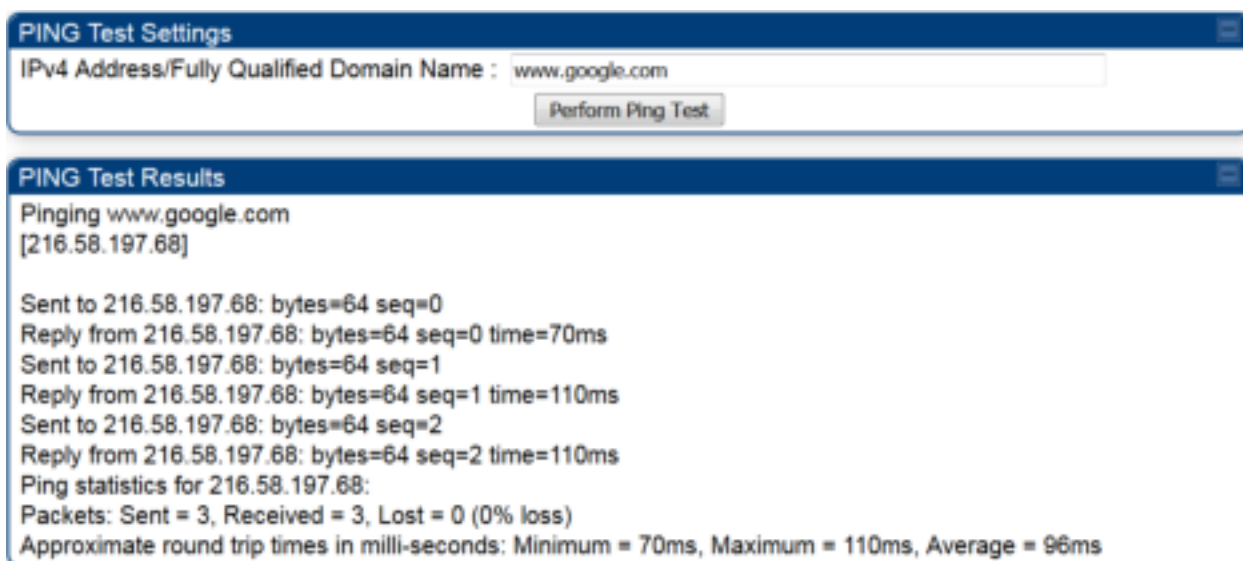 PING Test Settings
IPv4 Address/Fully Qualified Domain Name : www.google.com
Perform Ping Test
PING Test Results
Pinging www.google.com
[216.58.197.68]
Sent to 216.58.197.68: bytes=64 seq=0
Reply from 216.58.197.68: bytes=64 seq=0 time=70ms
Sent to 216.58.197.68: bytes=64 seq=1
Reply from 216.58.197.68: bytes=64 seq=1 time=110ms
Sent to 216.58.197.68: bytes=64 seq=2
Reply from 216.58.197.68: bytes=64 seq=2 time=110ms
Ping statistics for 216.58.197.68:
Packets: Sent = 3, Received = 3, Lost = 0 (0% loss)
Approximate round trip times in milli-seconds: Minimum = 70ms, Maximum = 110ms, Average = 96ms